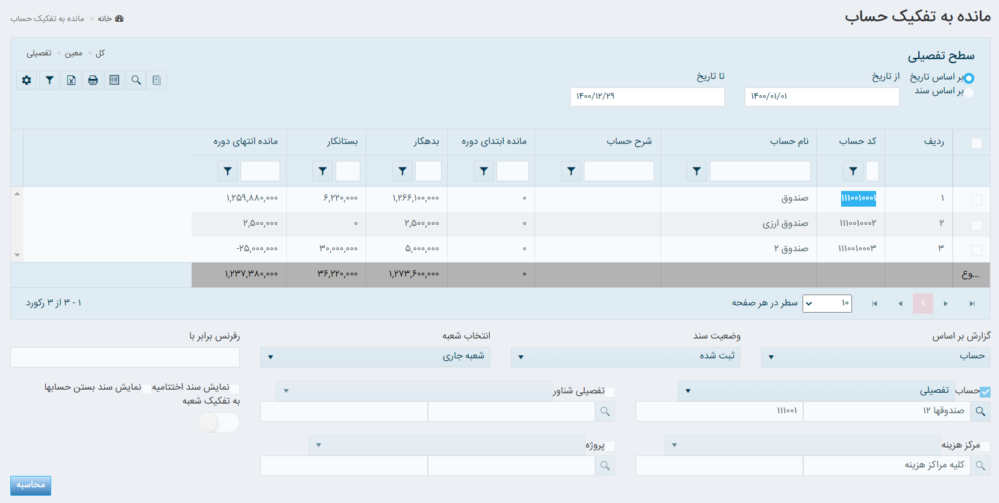 مانده به تفکیک حساب
خانه > مانده به تفکیک حساب
سطح تفصیلی
کل > معین > تفصیلی
بر اساس تاریخ
بر اساس سند
از تاریخ
۱۴۰۰/۰۱/۰۱
تا تاریخ
۱۴۰۰/۱۲/۲۹
ردیف کد حساب نام حساب شرح حساب مانده ابتدای دوره بدهکار بستانکار مانده انتهای دوره
۱ ۱۱۱۰۰۱۰۰۰۱ صندوق ۰ ۱,۲۶۶,۱۰۰,۰۰۰ ۶,۲۲۰,۰۰۰ ۱,۲۵۹,۸۸۰,۰۰۰
۲ ۱۱۱۰۰۱۰۰۰۲ صندوق ارزی ۰ ۲,۵۰۰,۰۰۰ ۰ ۲,۵۰۰,۰۰۰
۳ ۱۱۱۰۰۱۰۰۰۳ صندوق ۲ ۰ ۵,۰۰۰,۰۰۰ ۳۰,۰۰۰,۰۰۰ -۲۵,۰۰۰,۰۰۰
...وع ۰ ۱,۲۷۳,۶۰۰,۰۰۰ ۳۶,۲۲۰,۰۰۰ ۱,۲۳۷,۳۸۰,۰۰۰
۱
۱۰ سطر در هر صفحه
۱ - ۳ از ۳ رکورد
گزارش بر اساس وضعیت سند انتخاب شعبه رفرنس برابر با
حساب ثبت شده شعبه جاری
حساب تفصیلی
تفصیلی شناور
نمایش سند اختتامیه نمایش سند بستن حسابها
به تفکیک شعبه
صندوقها ۱۲ ۱۱۱۰۰۱
مرکز هزینه
پروژه
کلیه مراکز هزینه
محاسبه